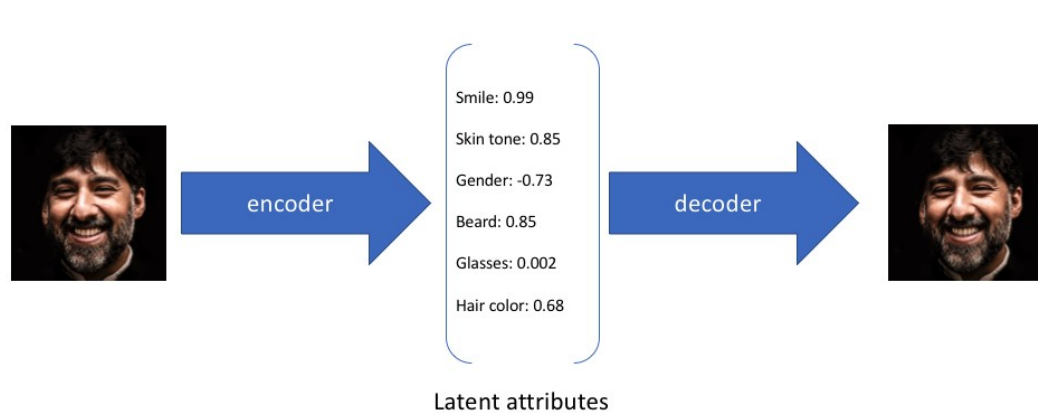 encoder
Smile: 0.99
Skin tone: 0.85
Gender: -0.73
Beard: 0.85
Glasses: 0.002
Hair color: 0.68
decoder
Latent attributes